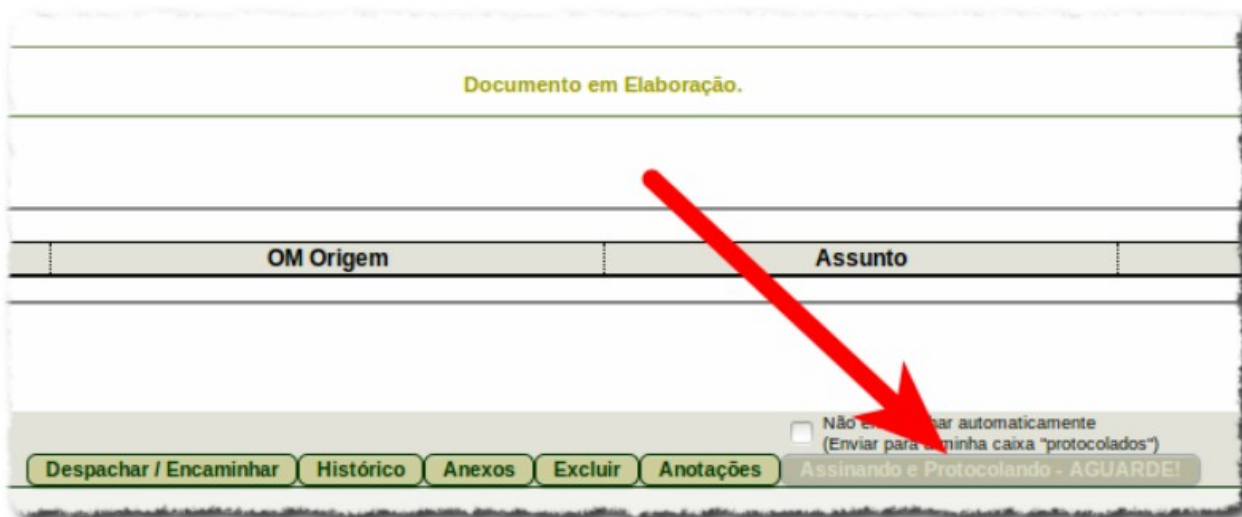 Documento em Elaboração.
OM Origem
Assunto
Não har automaticamente
(Enviar para minha caixa "protocolados")
Despachar / Encaminhar
Histórico
Anexos
Excluir
Anotações
Assinando e Protocolando - AGUARDE!